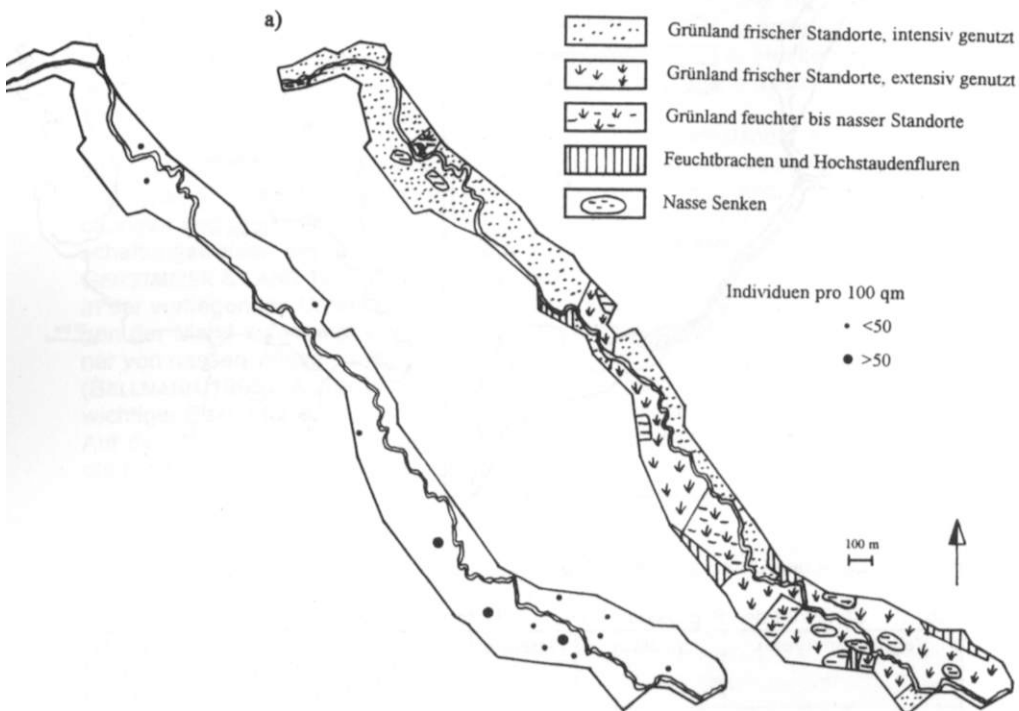 a)
Grünland frischer Standorte, intensiv genutzt
Grünland frischer Standorte, extensiv genutzt
Grünland feuchter bis nasser Standorte
Feuchtbrachen und Hochstaudenfluren
Nasse Senken
Individuen pro 100 qm
<50
>50
100 m